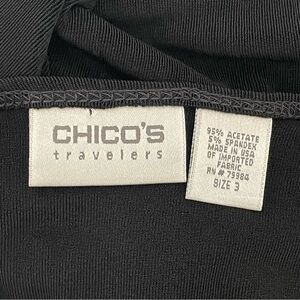 CHICO'S
travelers
95% ACETATE
5% SPANDEX
MADE IN USA
OF IMPORTED
FABRIC
RN # 79984
SIZE 3